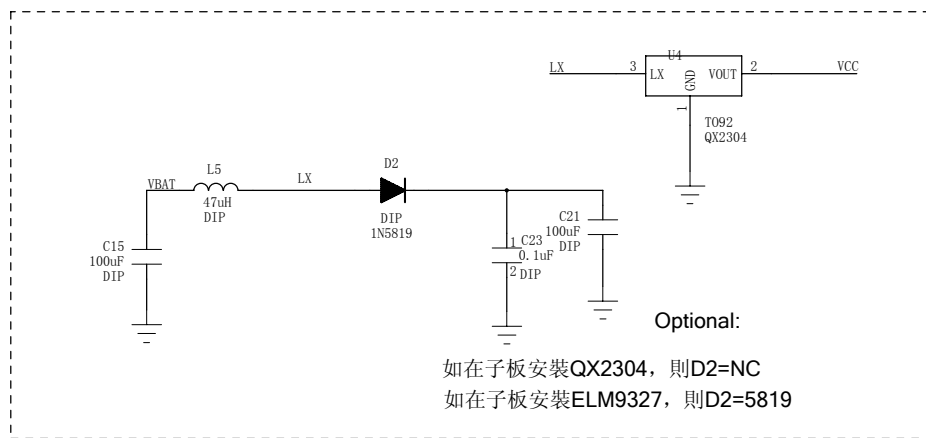 U4
LX
3
LX
GND
VOUT
2
VCC
1
TO92
QX2304
VBAT
L5
47uH
DIP
LX
D2
DIP
1N5819
C15
100uF
DIP
1
C23
0.1uF
2
DIP
C21
100uF
DIP
Optional:
如在子板安裝QX2304，則D2=NC
如在子板安裝ELM9327，則D2=5819